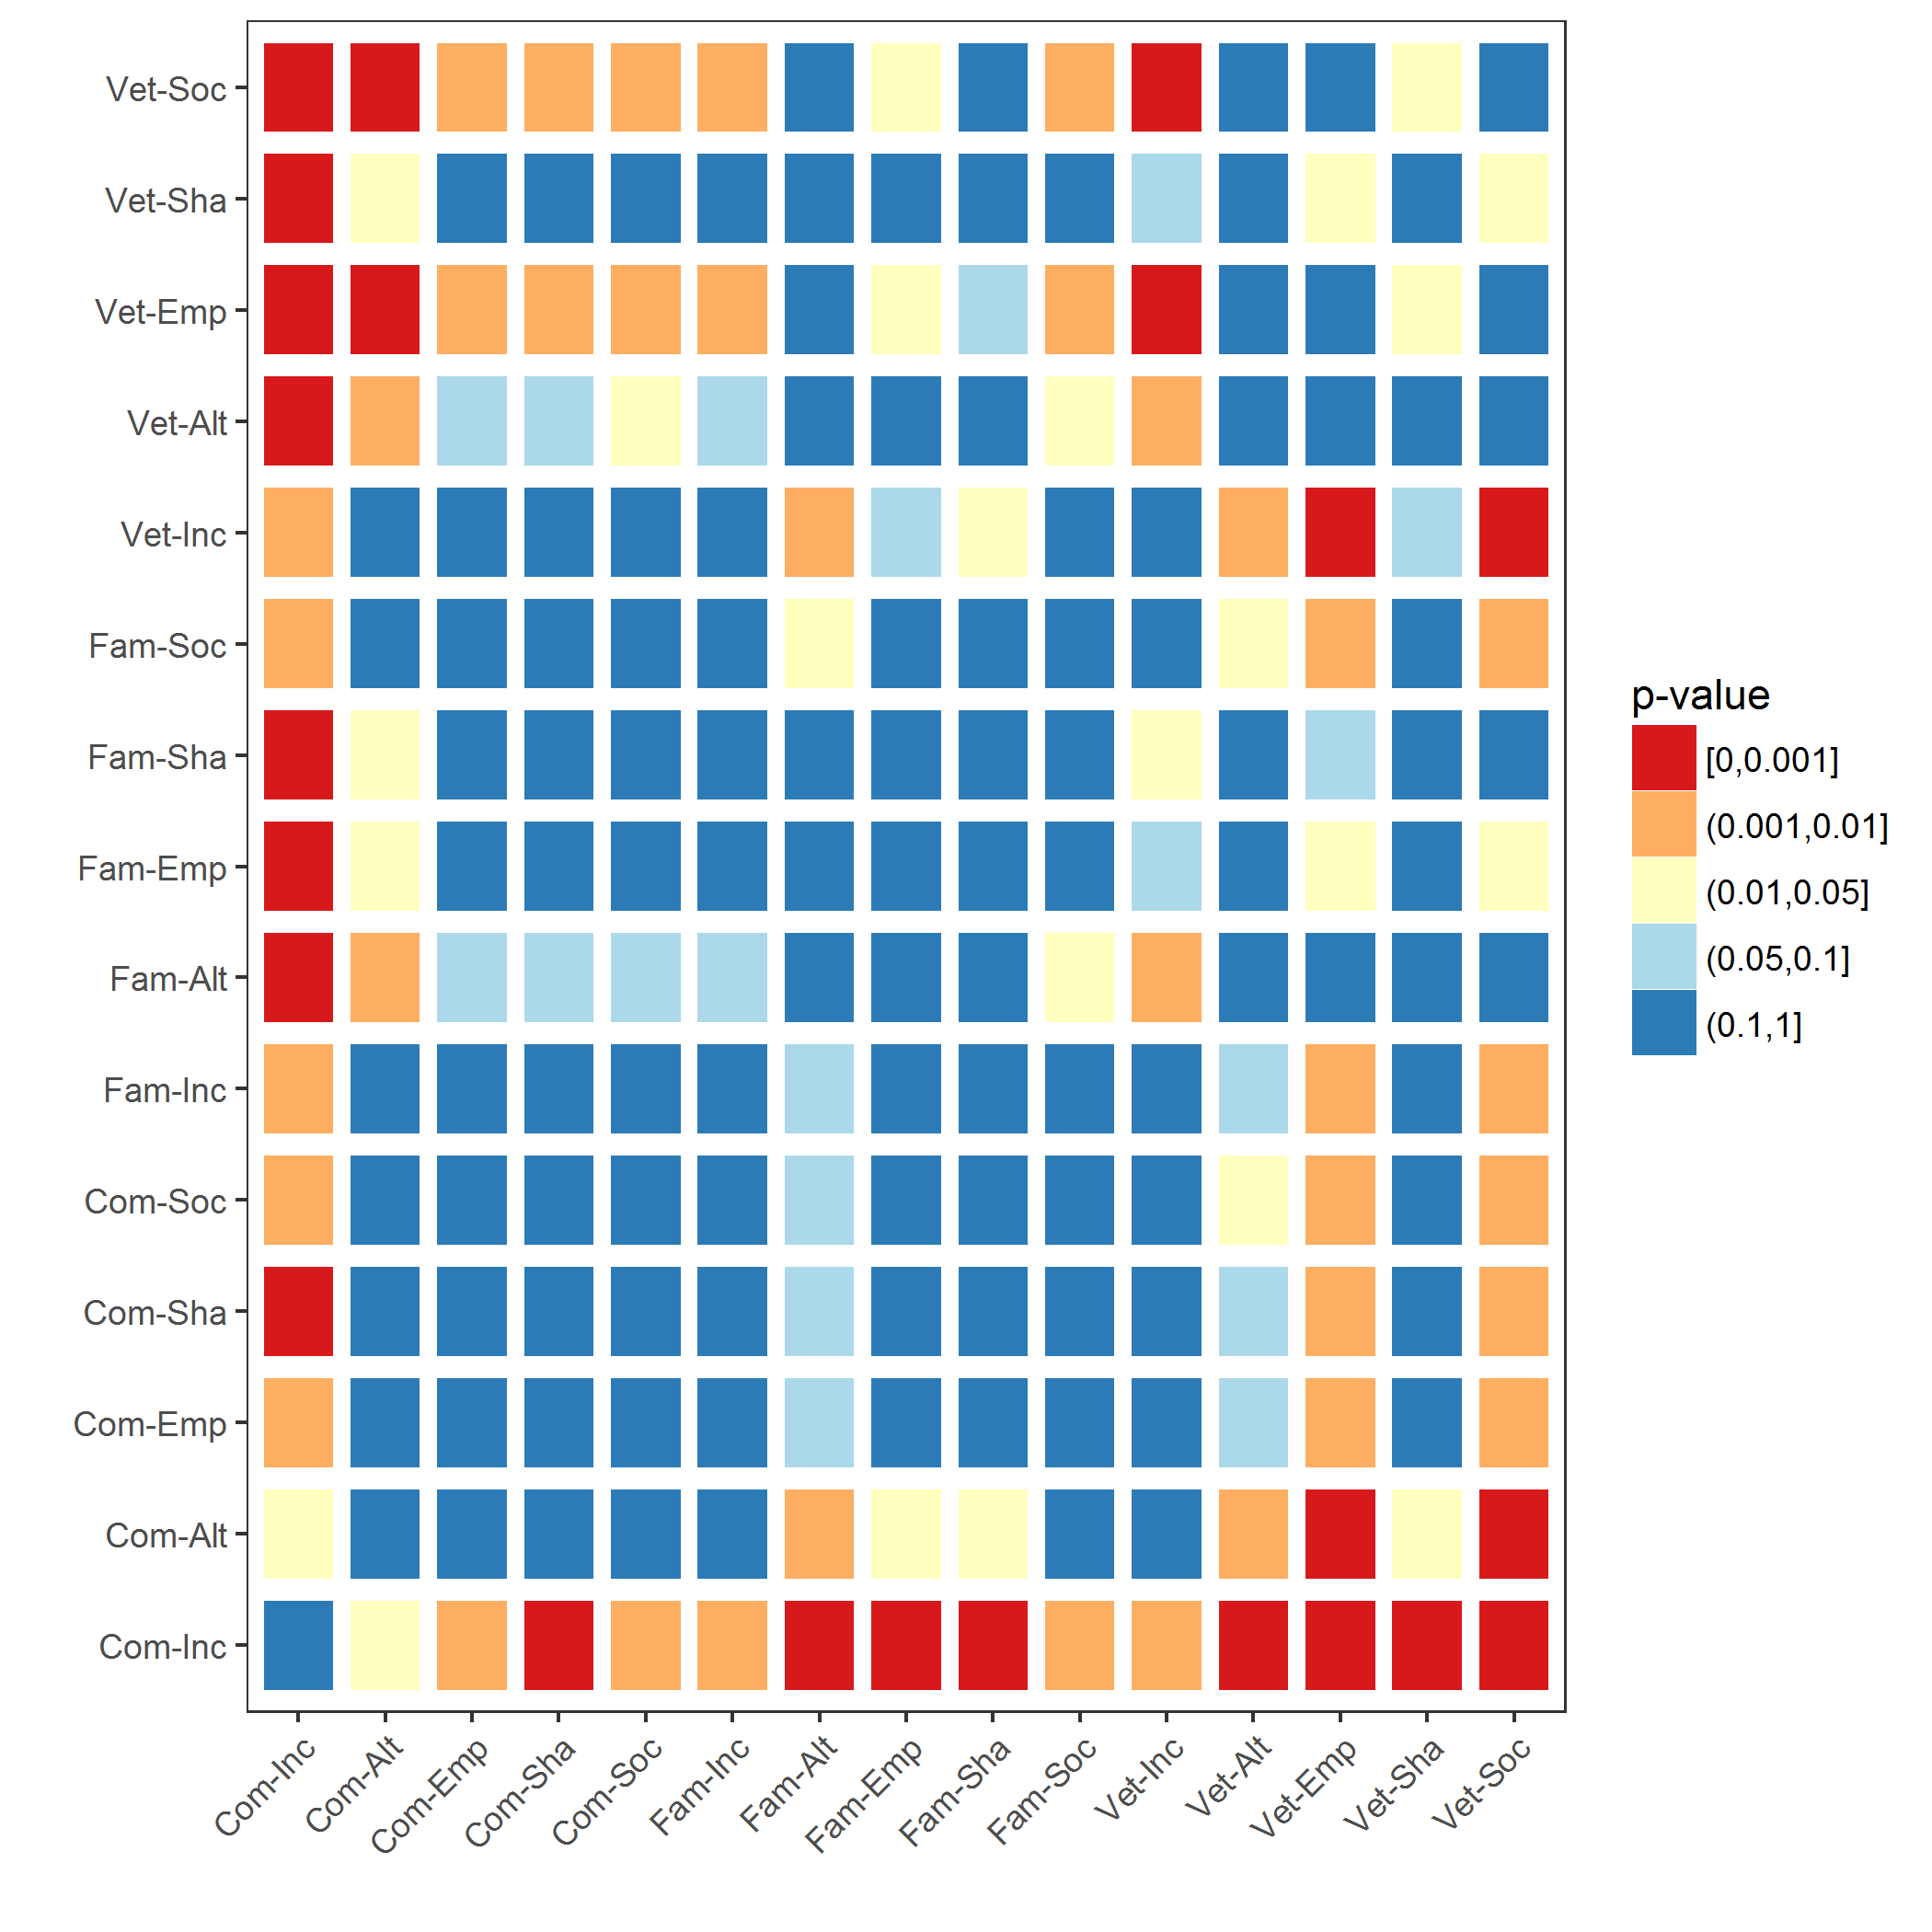 Vet-Soc
Vet-Sha
Vet-Emp
Vet-Alt
Vet-Inc
Fam-Soc
Fam-Sha
Fam-Emp
Fam-Alt
Fam-Inc
Com-Soc
Com-Sha
Com-Emp
Com-Alt
Com-Inc
Com-Inc
Com-Alt
Com-Emp
Com-Sha
Com-Soc
Fam-Inc
Fam-Alt
Fam-Emp
Fam-Sha
Fam-Soc
Vet-Inc
Vet-Alt
Vet-Emp
Vet-Sha
Vet-Soc
p-value
[0,0.001]
(0.001,0.01]
(0.01,0.05]
(0.05,0.1]
(0.1,1]